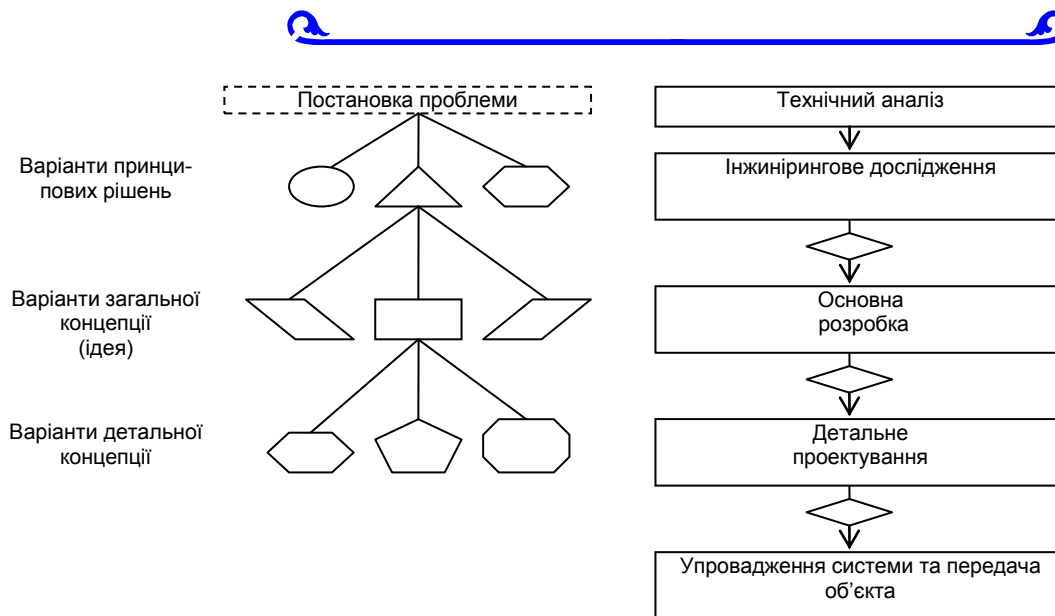 Постановка проблеми
Варіанти принци-
пових рішень
Варіанти загальної
концепції
(ідея)
Варіанти детальної
концепції
Технічний аналіз
Інжинірингове дослідження
Основна
розробка
Детальне
проектування
Упровадження системи та передача
об’єкта